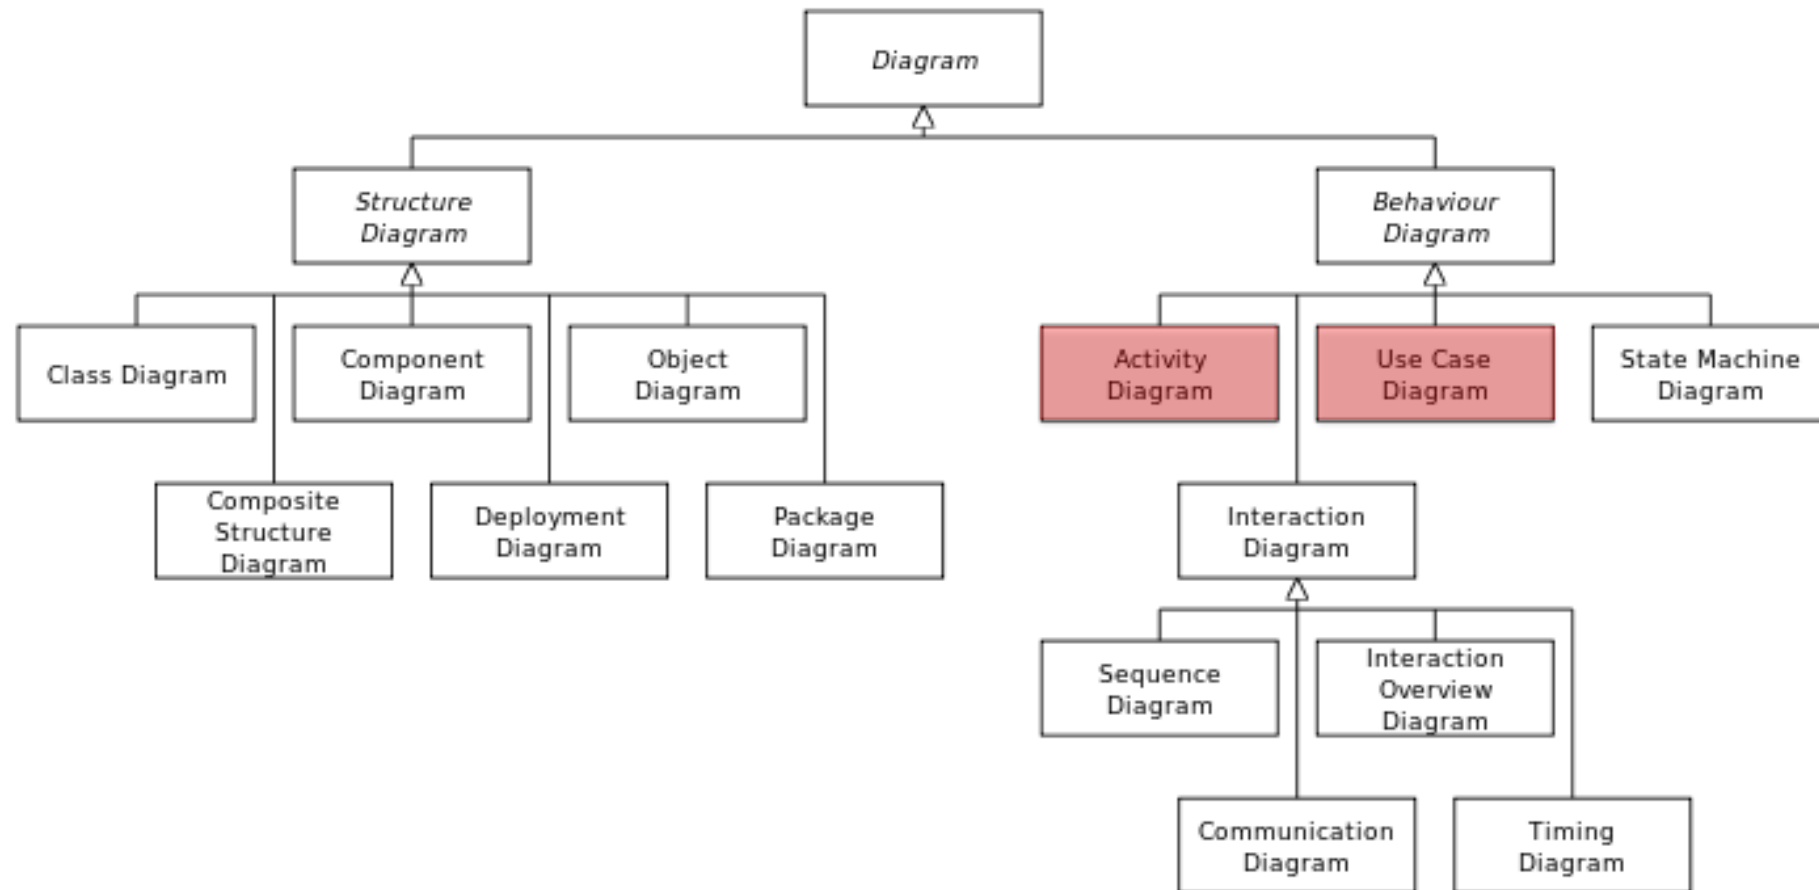 Diagram
Structure
Diagram
Behaviour
Diagram
Class Diagram
Component
Diagram
Object
Diagram
Activity
Diagram
Use Case
Diagram
State Machine
Diagram
Composite
Structure
Diagram
Deployment
Diagram
Package
Diagram
Interaction
Diagram
Sequence
Diagram
Interaction
Overview
Diagram
Communication
Diagram
Timing
Diagram